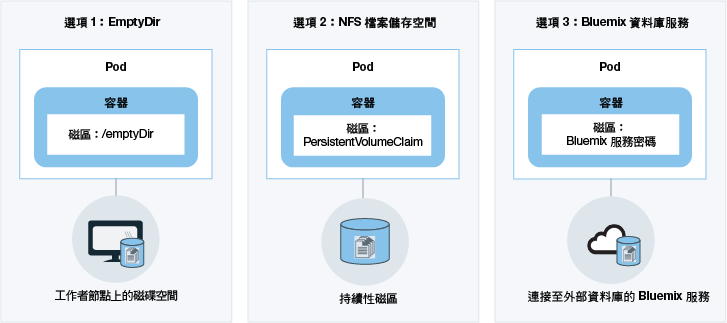 選項 1：EmptyDir
Pod
容器
磁區：/emptyDir
工作者節點上的磁碟空間
選項 2：NFS 檔案儲存空間
Pod
容器
磁區：
PersistentVolumeClaim
持續性磁區
選項 3：Bluemix 資料庫服務
Pod
容器
磁區：
Bluemix 服務密碼
連接至外部資料庫的 Bluemix 服務